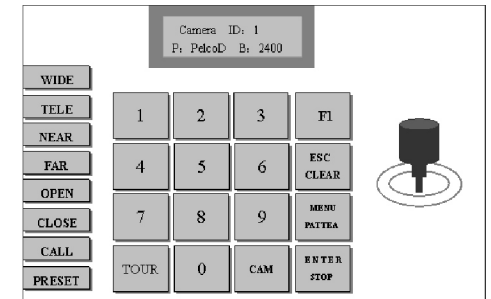 Camera ID: 1
P: PelcoD B: 2400
WIDE
TELE
NEAR
FAR
OPEN
CLOSE
CALL
PRESET
1 2 3 F1
4 5 6 ESC CLEAR
7 8 9 MENU PATTEA
TOUR 0 CAM ENTER STOP